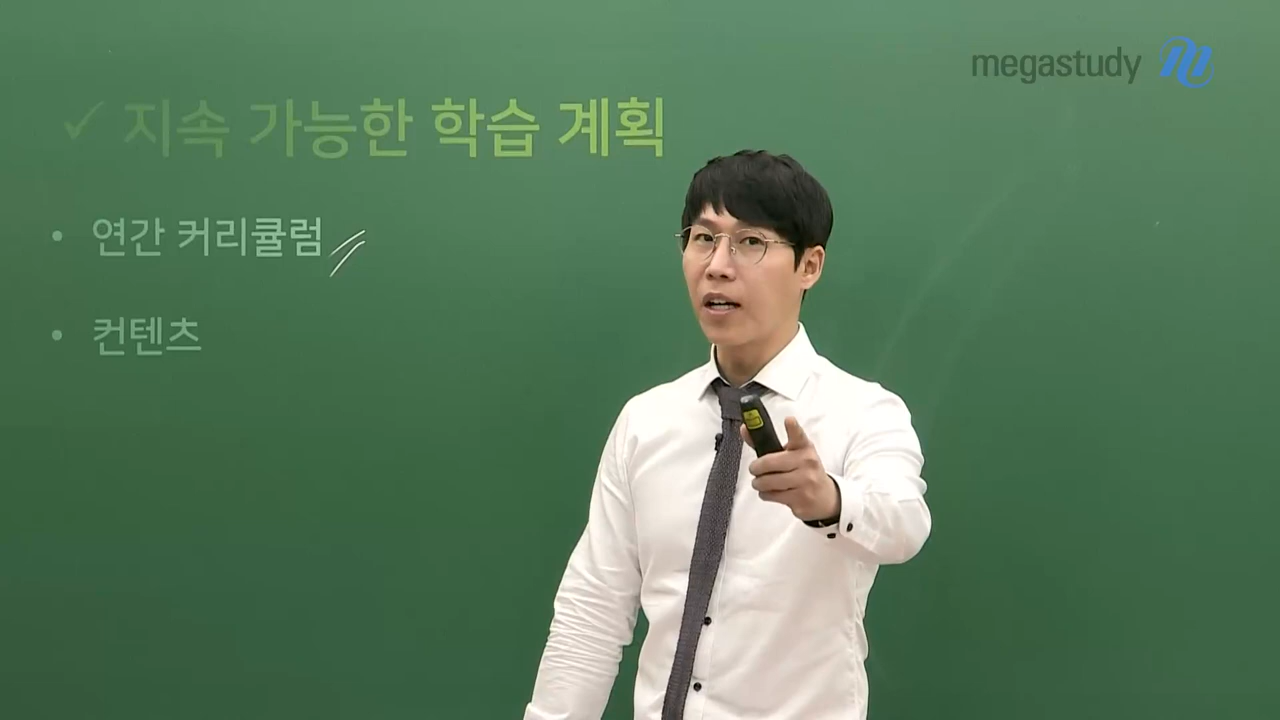 megastudy
✓ 지속 가능한 학습 계획
• 연간 커리큘럼
• 컨텐츠